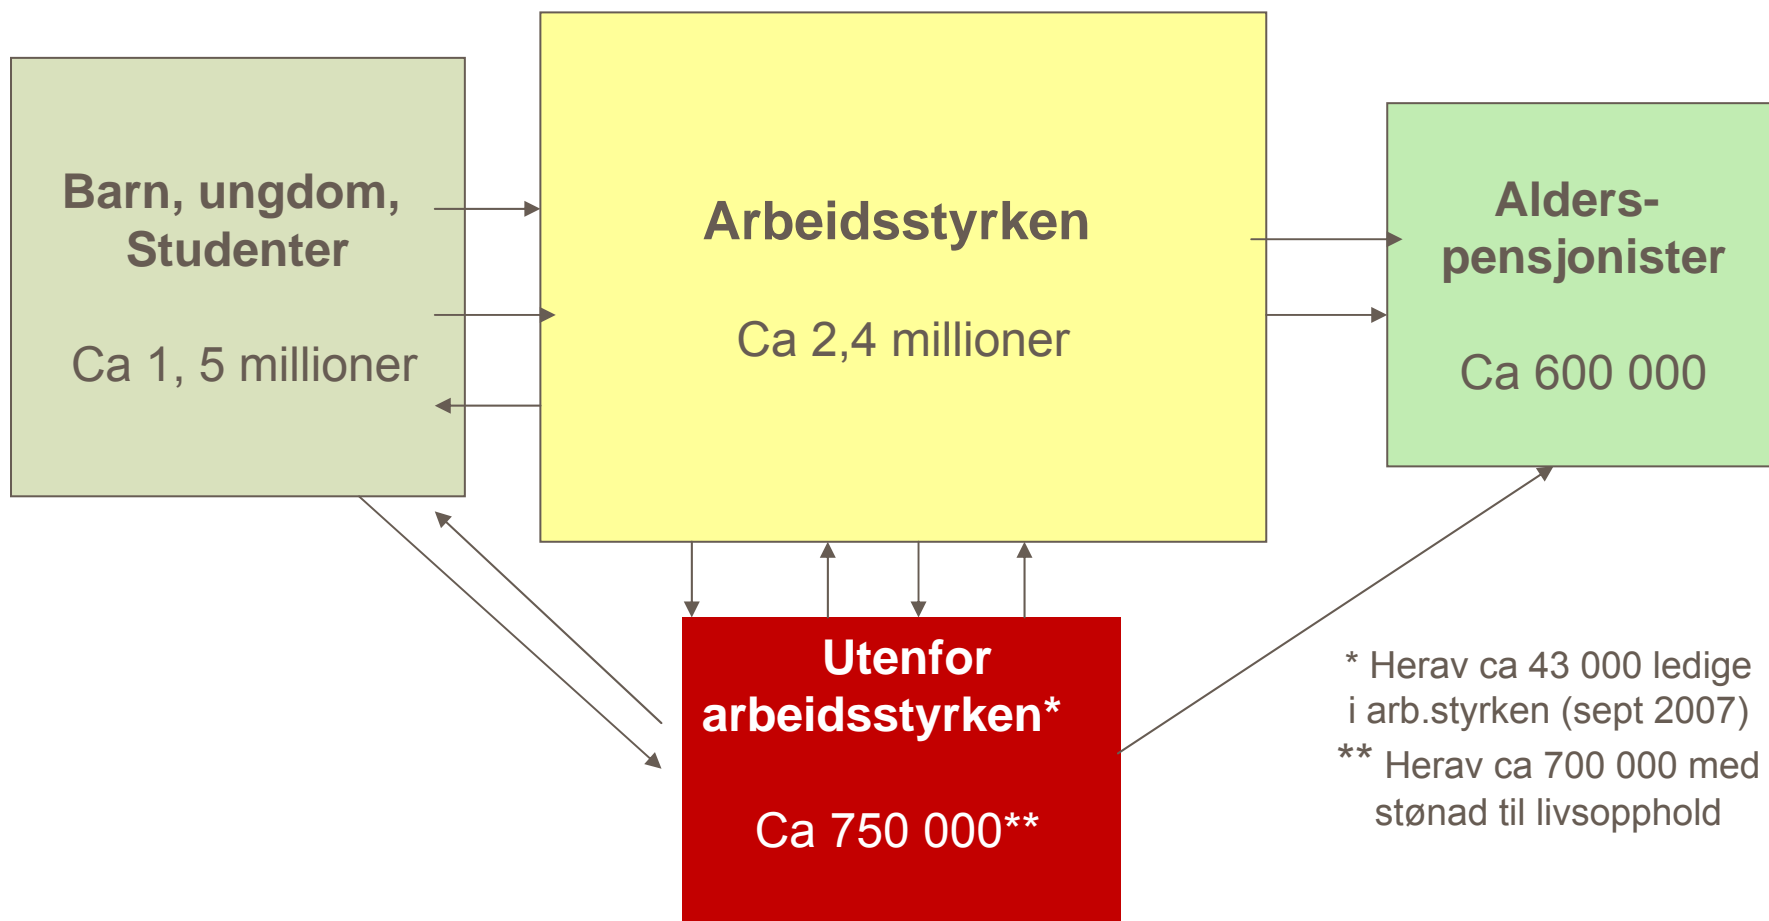 Barn, ungdom,
Studenter
Ca 1, 5 millioner
Arbeidsstyrken
Ca 2,4 millioner
Alders-
pensjonister
Ca 600 000
Utenfor
arbeidsstyrken*
Ca 750 000**
* Herav ca 43 000 ledige
i arb.styrken (sept 2007)
** Herav ca 700 000 med
stønad til livsopphold